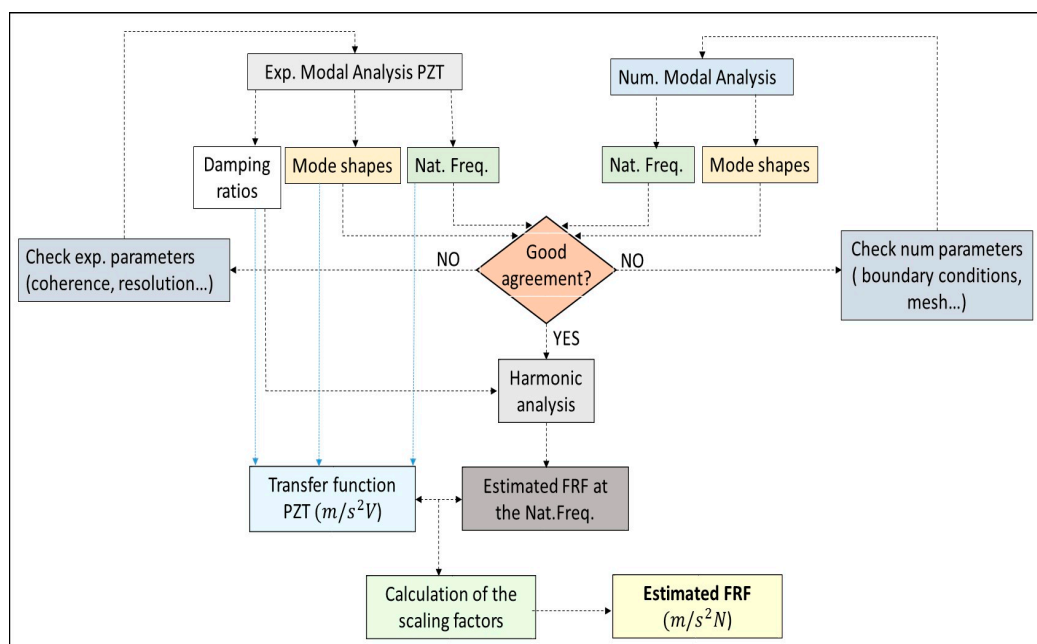 Exp. Modal Analysis PZT
Num. Modal Analysis
Damping
ratios
Mode shapes
Nat. Freq.
Nat. Freq.
Mode shapes
Check exp. parameters
(coherence, resolution...)
NO
Good
agreement?
NO
Check num parameters
( boundary conditions,
mesh...)
YES
Harmonic
analysis
Transfer function
PZT (m/s²V)
Estimated FRF at
the Nat.Freq.
Calculation of the
scaling factors
Estimated FRF
(m/s²N)